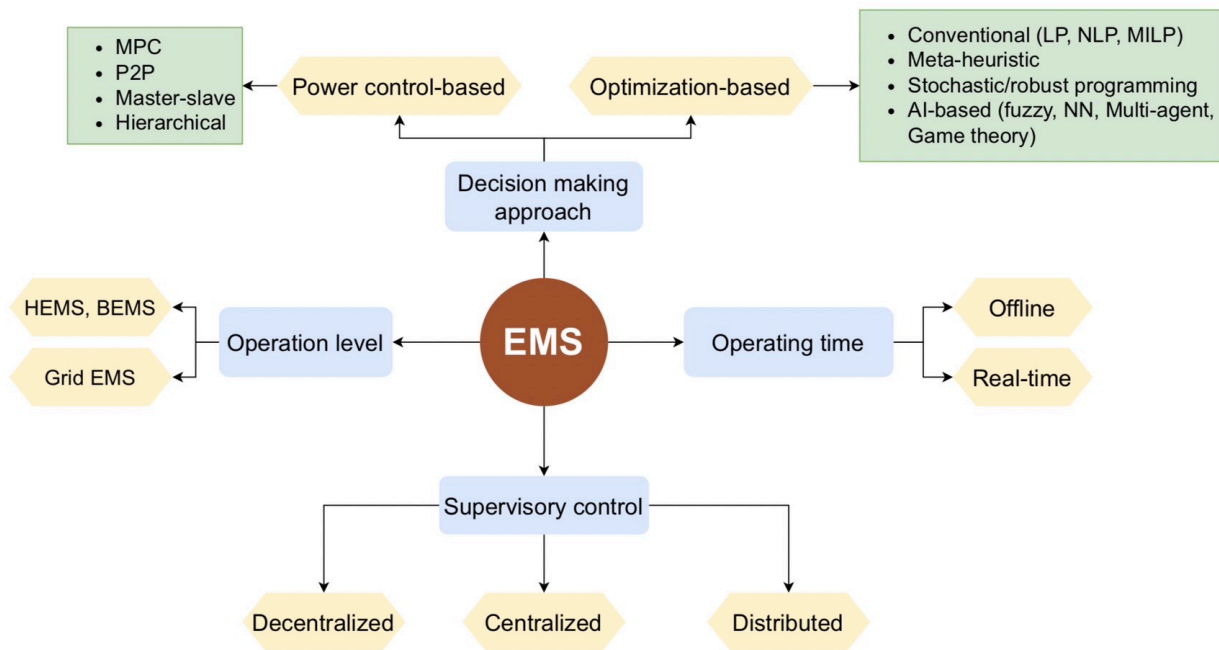 • MPC
• P2P
• Master-slave
• Hierarchical
Power control-based
Optimization-based
• Conventional (LP, NLP, MILP)
• Meta-heuristic
• Stochastic/robust programming
• AI-based (fuzzy, NN, Multi-agent,
Game theory)
Decision making
approach
HEMS, BEMS
Grid EMS
Operation level
EMS
Operating time
Offline
Real-time
Supervisory control
Decentralized
Centralized
Distributed